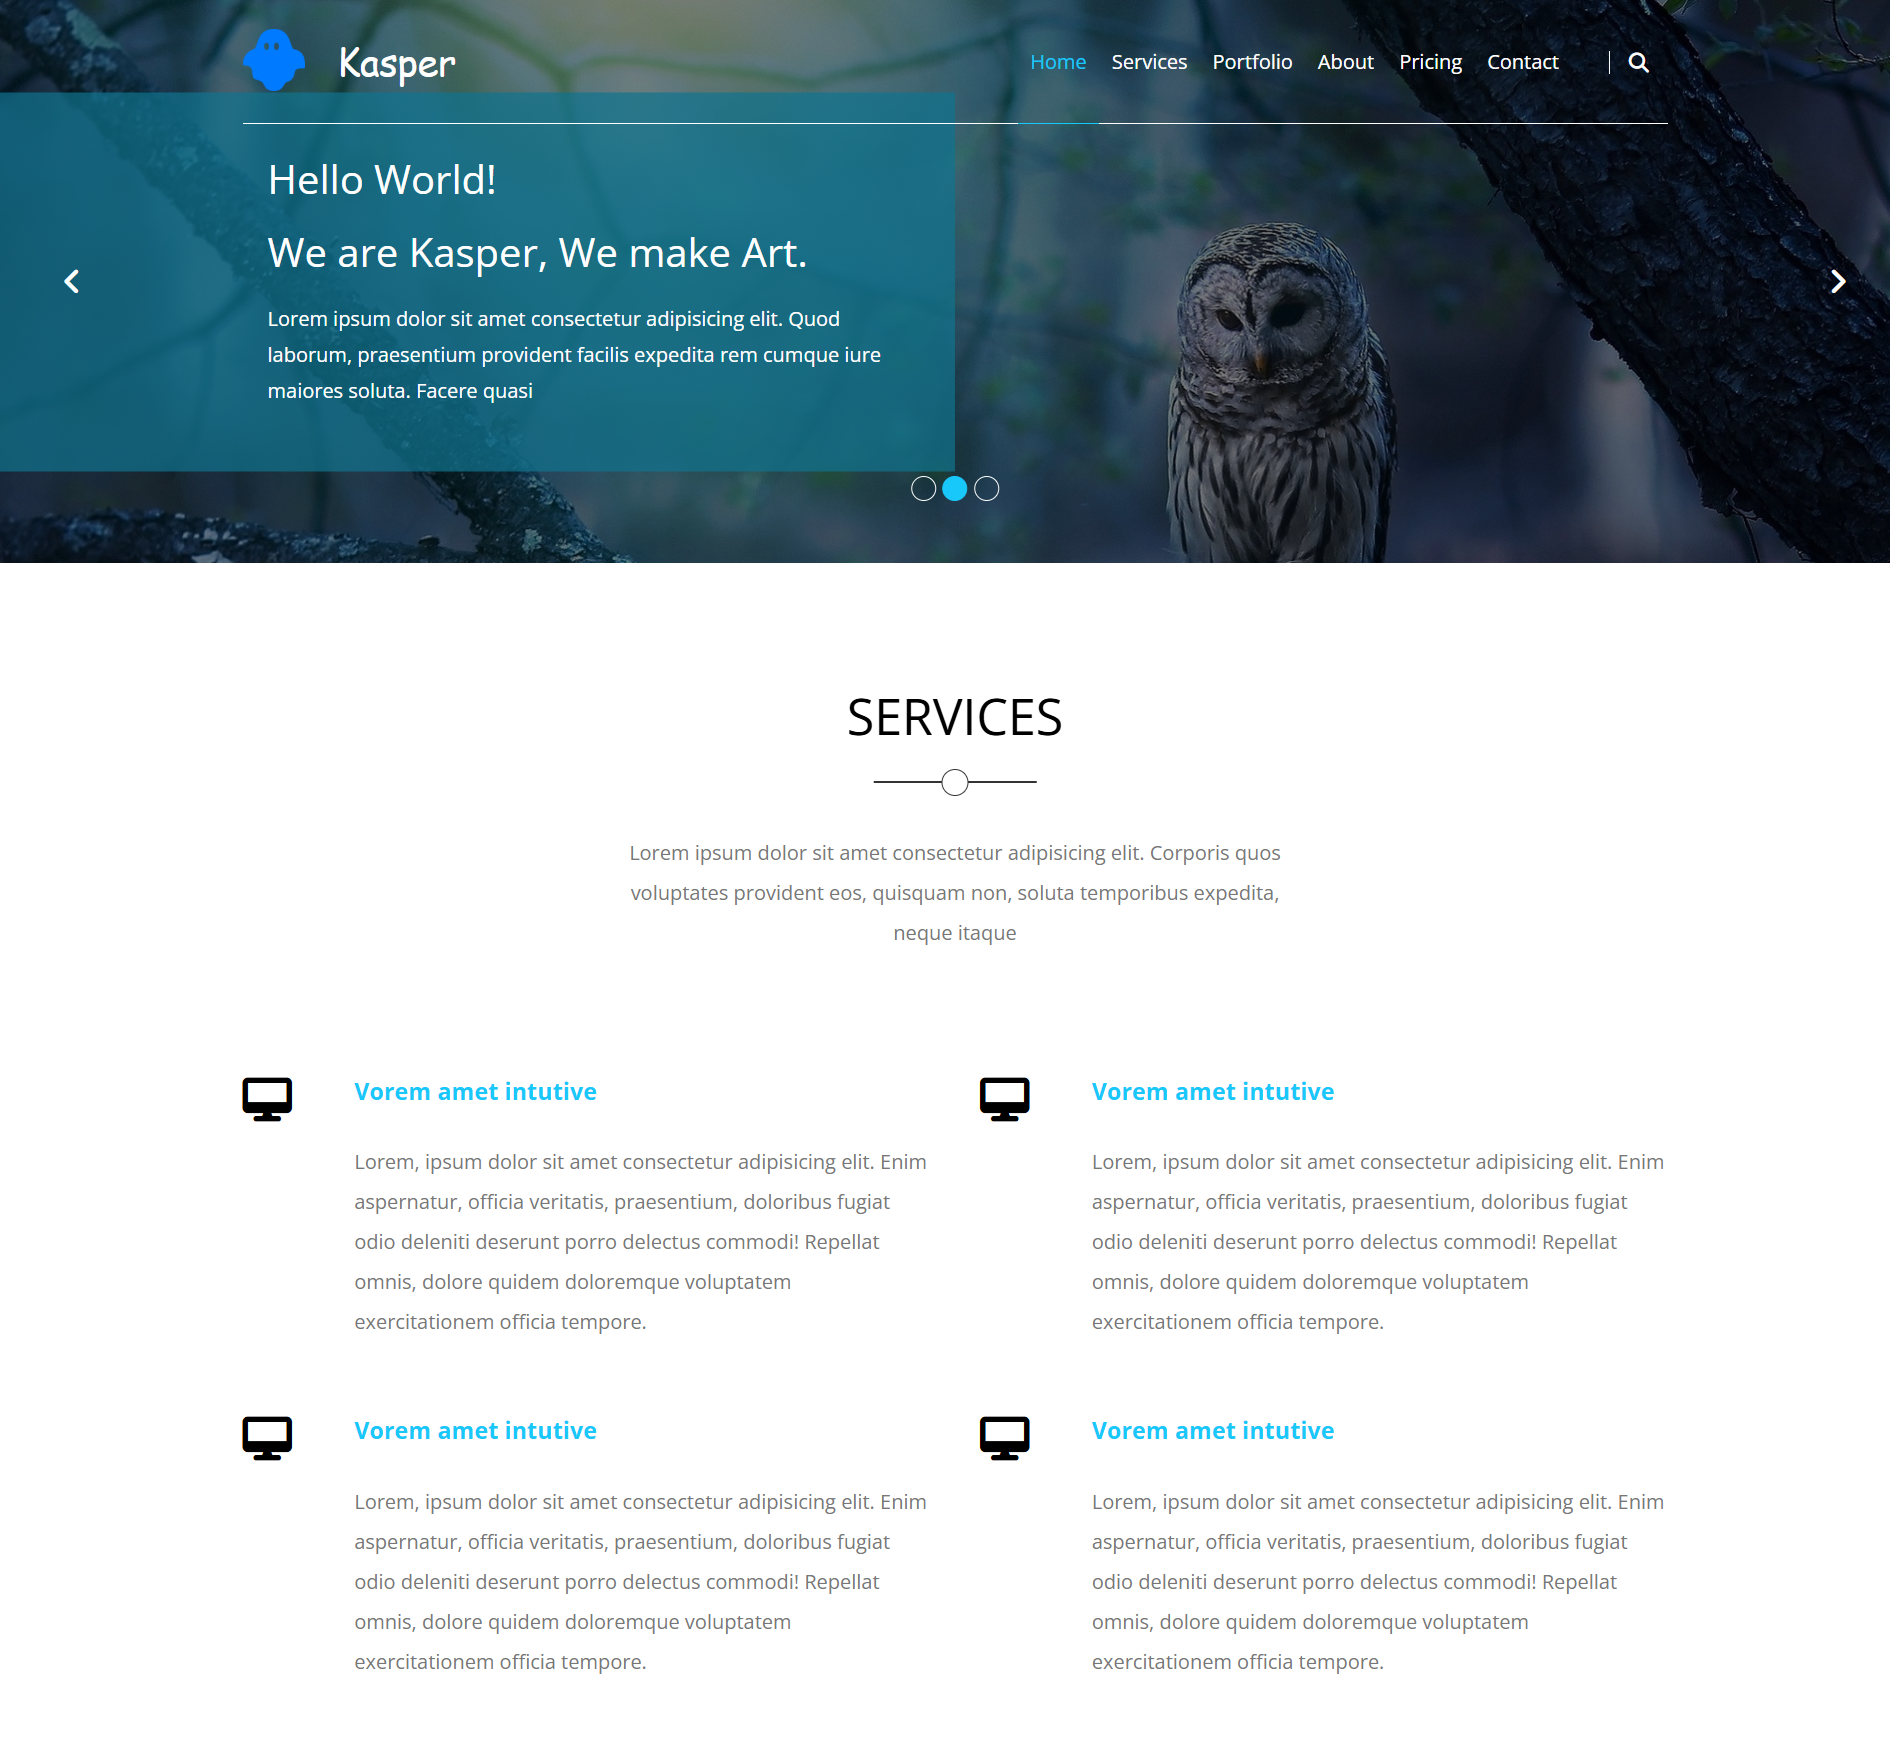 Kasper
Home Services Portfolio About Pricing Contact
Hello World!
We are Kasper, We make Art.
Lorem ipsum dolor sit amet consectetur adipisicing elit. Quod
laborum, praesentium provident facilis expedita rem cumque iure
maiores soluta. Facere quasi
SERVICES
Lorem ipsum dolor sit amet consectetur adipisicing elit. Corporis quos
voluptates provident eos, quisquam non, soluta temporibus expedita,
neque itaque
Vorem amet intutive
Lorem, ipsum dolor sit amet consectetur adipisicing elit. Enim
aspernatur, officia veritatis, praesentium, doloribus fugiat
odio deleniti deserunt porro delectus commodi! Repellat
omnis, dolore quidem doloremque voluptatem
exercitationem officia tempore.
Vorem amet intutive
Lorem, ipsum dolor sit amet consectetur adipisicing elit. Enim
aspernatur, officia veritatis, praesentium, doloribus fugiat
odio deleniti deserunt porro delectus commodi! Repellat
omnis, dolore quidem doloremque voluptatem
exercitationem officia tempore.
Vorem amet intutive
Lorem, ipsum dolor sit amet consectetur adipisicing elit. Enim
aspernatur, officia veritatis, praesentium, doloribus fugiat
odio deleniti deserunt porro delectus commodi! Repellat
omnis, dolore quidem doloremque voluptatem
exercitationem officia tempore.
Vorem amet intutive
Lorem, ipsum dolor sit amet consectetur adipisicing elit. Enim
aspernatur, officia veritatis, praesentium, doloribus fugiat
odio deleniti deserunt porro delectus commodi! Repellat
omnis, dolore quidem doloremque voluptatem
exercitationem officia tempore.